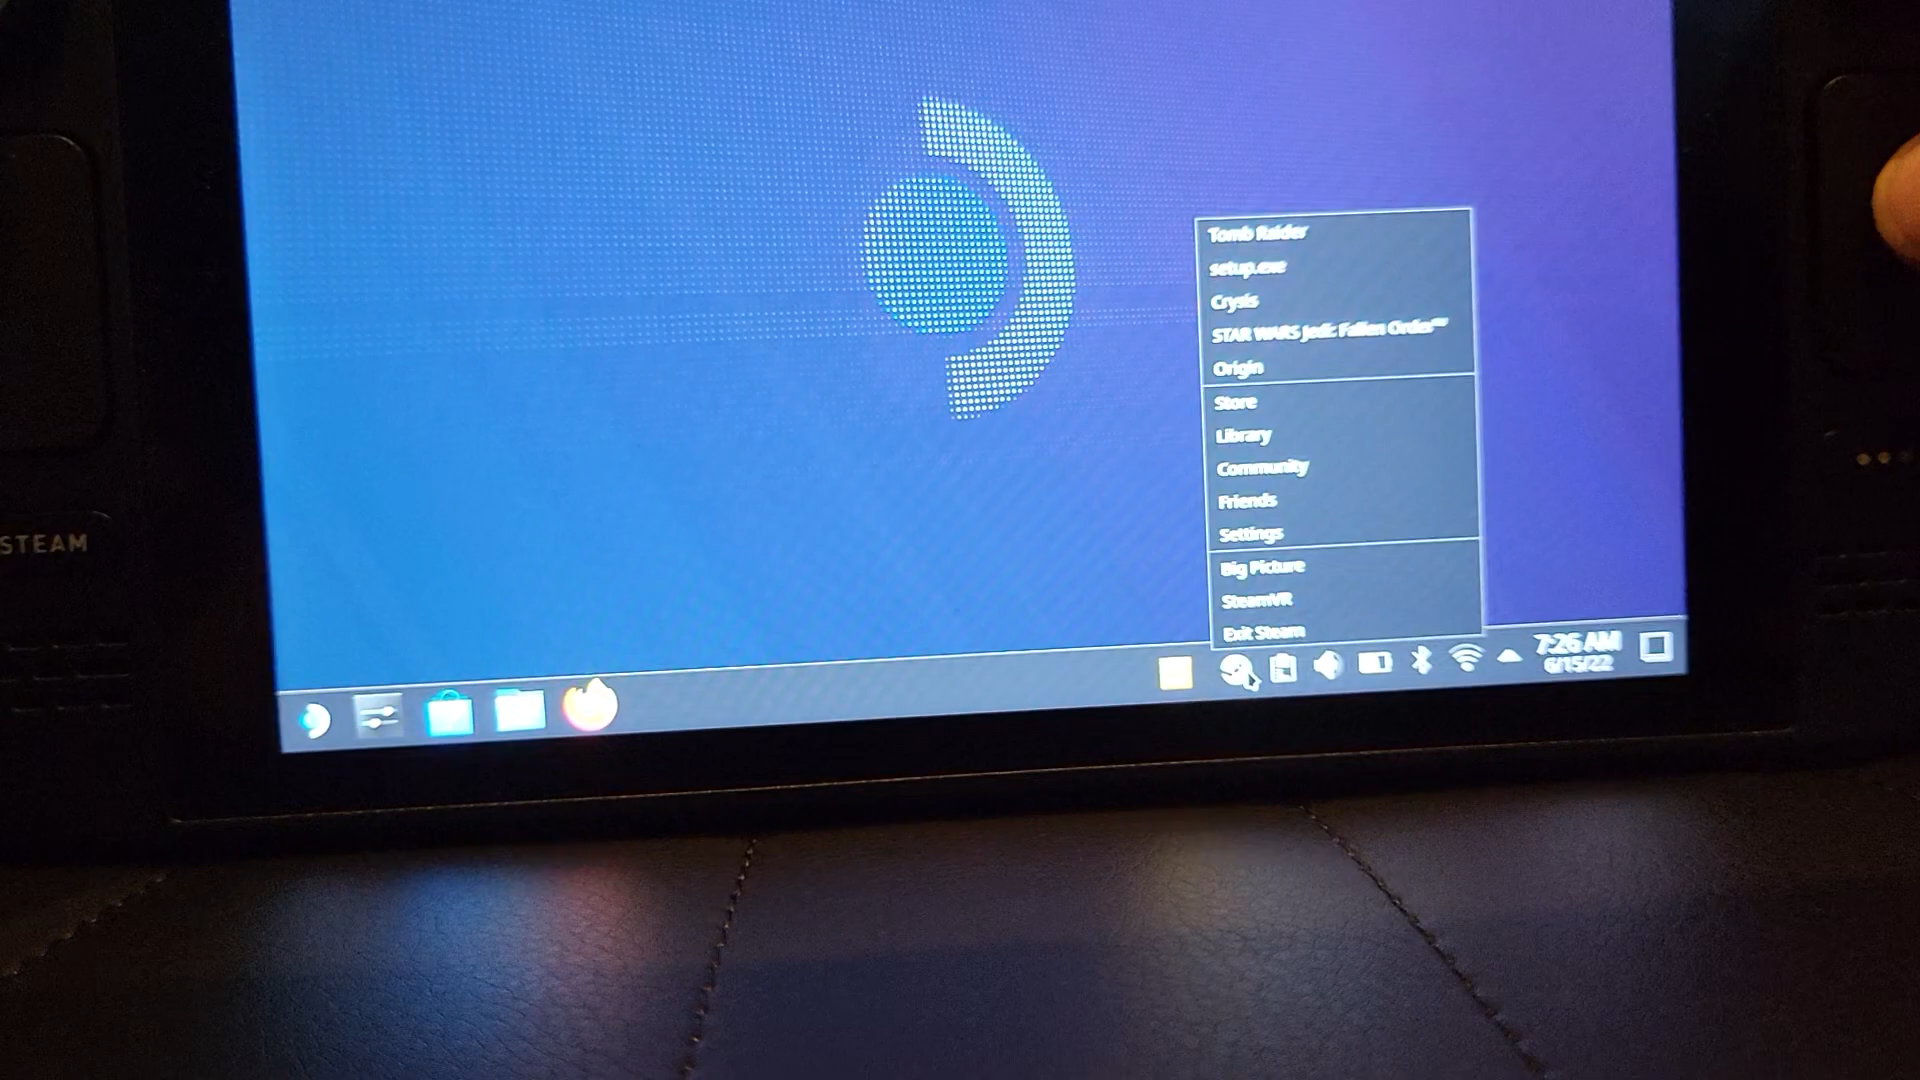 Tomb Raider
setup.exe
Crysis
STAR WARS Jedi: Fallen Order™
Origin
Store
Library
Community
Friends
Settings
Big Picture
SteamVR
Exit Steam
STEAM
7:26 AM
6/15/22